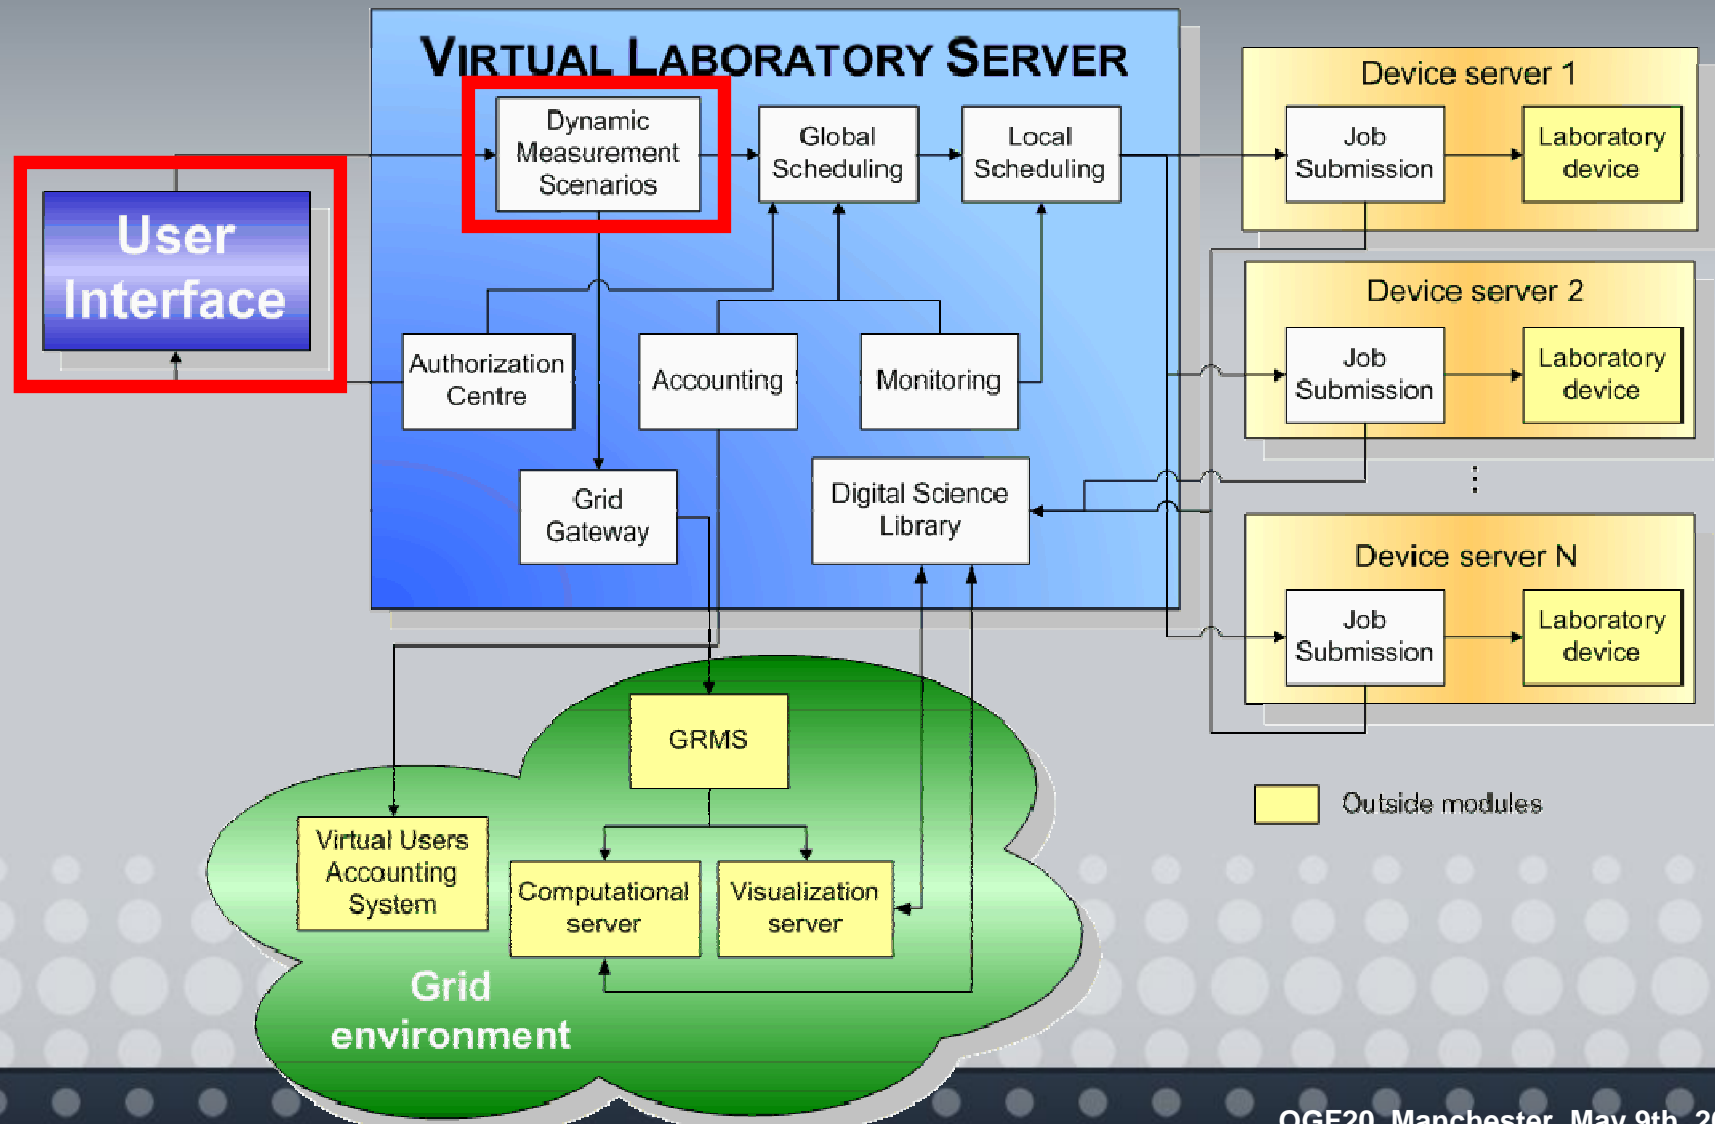 VIRTUAL LABORATORY SERVER
Dynamic
Measurement
Scenarios
Global
Scheduling
Local
Scheduling
User
Interface
Authorization
Centre
Accounting
Monitoring
Grid
Gateway
Digital Science
Library
Device server 1
Job
Submission
Laboratory
device
Device server 2
Job
Submission
Laboratory
device
⋮
Device server N
Job
Submission
Laboratory
device
GRMS
Virtual Users
Accounting
System
Computational
server
Visualization
server
Grid
environment
Outside modules
OGF20, Manchester, May 9th, 20